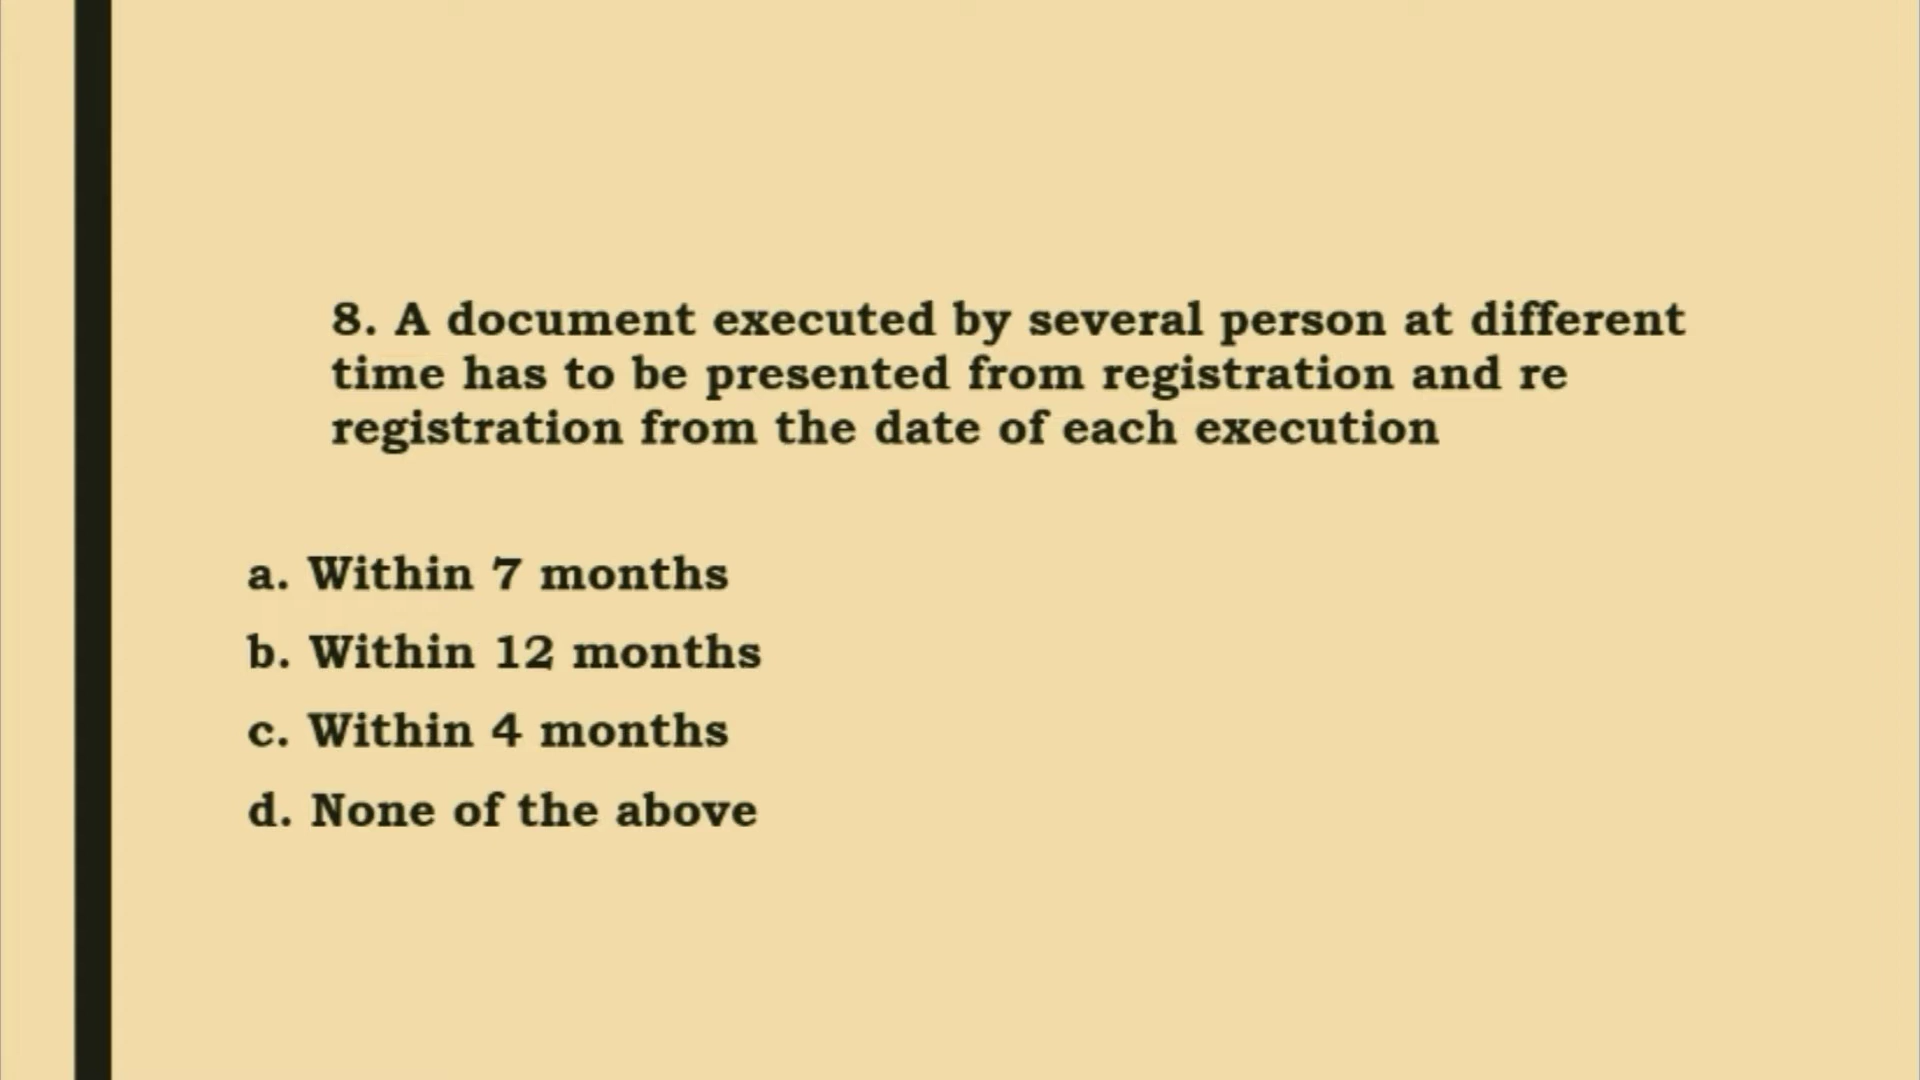 8. A document executed by several person at different
time has to be presented from registration and re
registration from the date of each execution
a. Within 7 months
b. Within 12 months
c. Within 4 months
d. None of the above